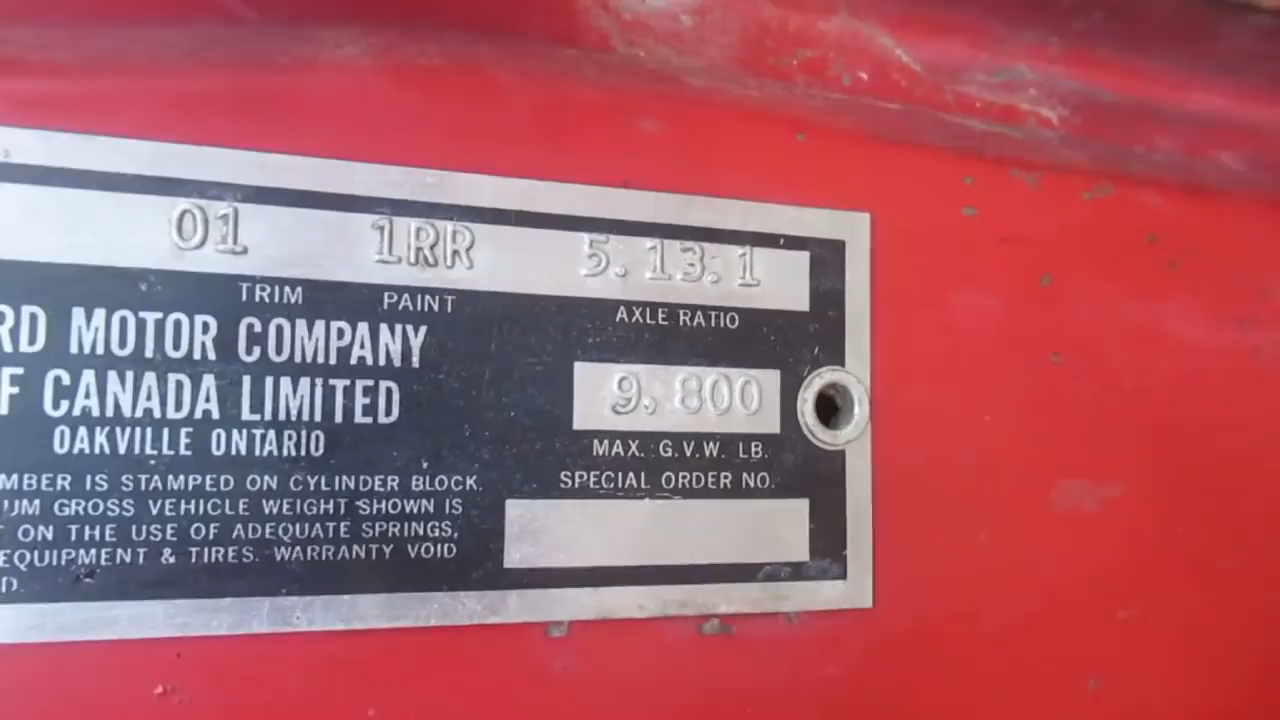 01 1RR 5.13.1
TRIM PAINT AXLE RATIO
RD MOTOR COMPANY
F CANADA LIMITED
OAKVILLE ONTARIO
9.800
MAX. G.V.W. LB.
SPECIAL ORDER NO.
MBER IS STAMPED ON CYLINDER BLOCK.
UM GROSS VEHICLE WEIGHT SHOWN IS
ON THE USE OF ADEQUATE SPRINGS,
EQUIPMENT & TIRES. WARRANTY VOID
D.